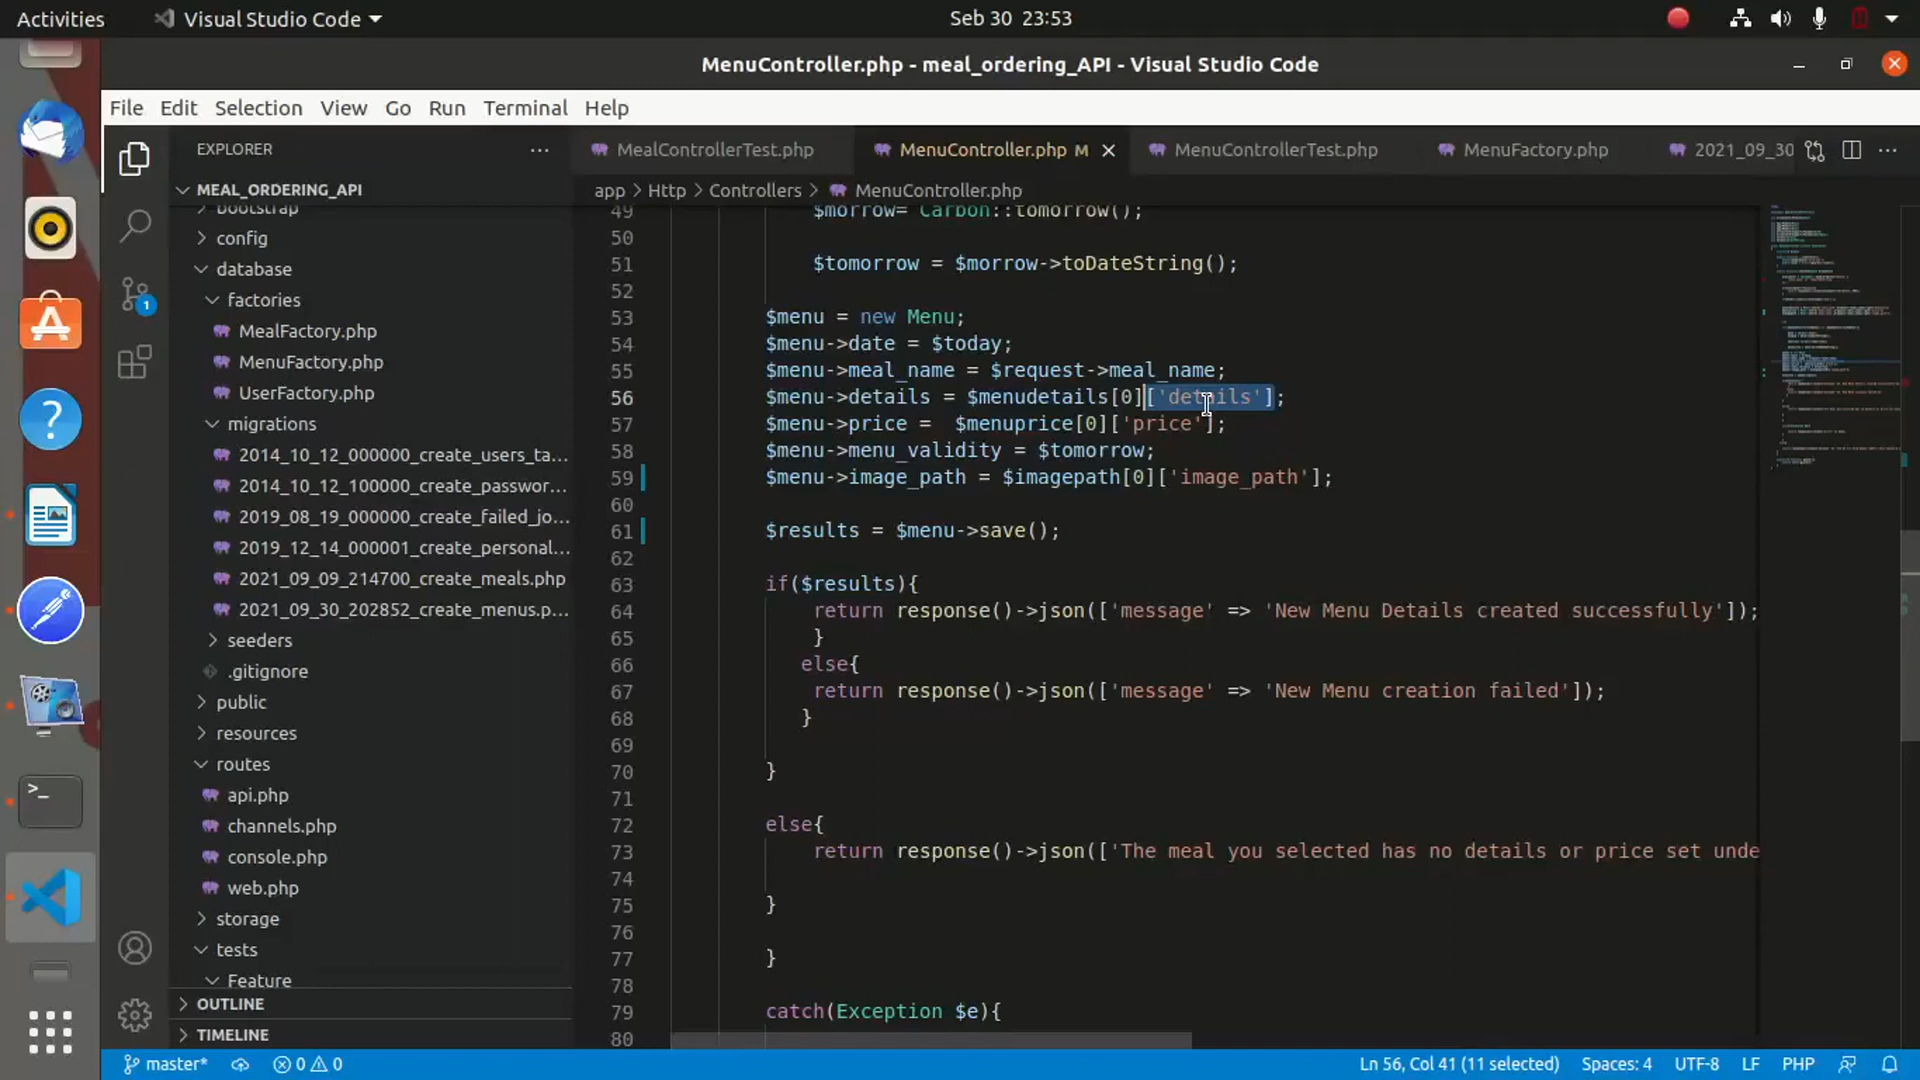 Activities
Visual Studio Code
Seb 30 23:53
MenuController.php - meal_ordering_API - Visual Studio Code
File Edit Selection View Go Run Terminal Help
EXPLORER
MEAL_ORDERING_API
bootstrap
config
database
factories
MealFactory.php
MenuFactory.php
UserFactory.php
migrations
2014_10_12_000000_create_users_ta...
2014_10_12_100000_create_passwor...
2019_08_19_000000_create_failed_jo...
2019_12_14_000001_create_personal...
2021_09_09_214700_create_meals.php
2021_09_30_202852_create_menus.p...
seeders
.gitignore
public
resources
routes
api.php
channels.php
console.php
web.php
storage
tests
Feature
OUTLINE
TIMELINE
MealControllerTest.php
MenuController.php M
MenuControllerTest.php
MenuFactory.php
2021_09_30
app > Http > Controllers > MenuController.php
49 $morrow= Carbon::tomorrow();
50
51 $tomorrow = $morrow->toDateString();
52
53 $menu = new Menu;
54 $menu->date = $today;
55 $menu->meal_name = $request->meal_name;
56 $menu->details = $menudetails[0]['details'];
57 $menu->price =  $menuprice[0]['price'];
58 $menu->menu_validity = $tomorrow;
59 $menu->image_path = $imagepath[0]['image_path'];
60
61 $results = $menu->save();
62
63 if($results){
64 return response()->json(['message' => 'New Menu Details created successfully']);
65 }
66 else{
67 return response()->json(['message' => 'New Menu creation failed']);
68 }
69
70 }
71
72 else{
73 return response()->json(['The meal you selected has no details or price set unde
74
75 }
76
77 }
78
79 catch(Exception $e){
80
master*
0 0
Ln 56, Col 41 (11 selected)
Spaces: 4
UTF-8
LF
PHP
1